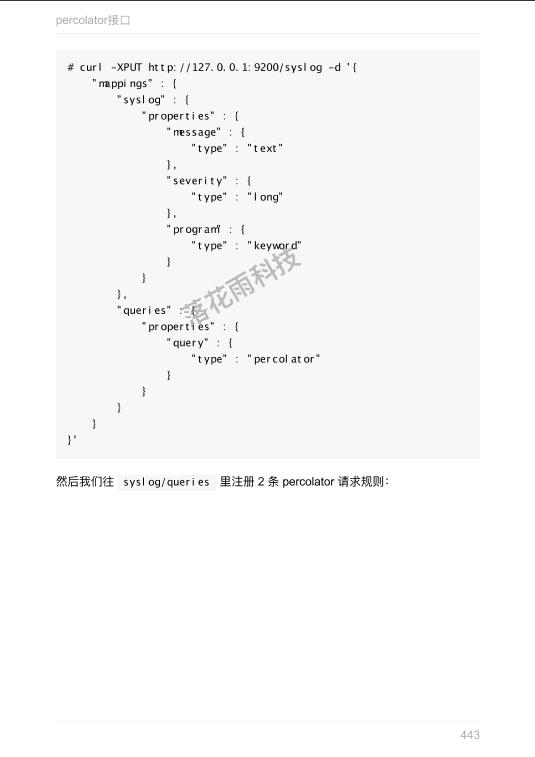 percolator接口
# curl -XPUT http://127.0.0.1:9200/syslog -d '{
    "mappings" : {
        "syslog" : {
            "properties" : {
                "message" : {
                    "type" : "text"
                },
                "severity" : {
                    "type" : "long"
                },
                "program" : {
                    "type" : "keyword"
                }
            }
        },
        "queries" : {
            "properties" : {
                "query" : {
                    "type" : "percolator"
                }
            }
        }
    }
}'
落花雨科技
然后我们往 syslog/queries 里注册 2 条 percolator 请求规则：
443